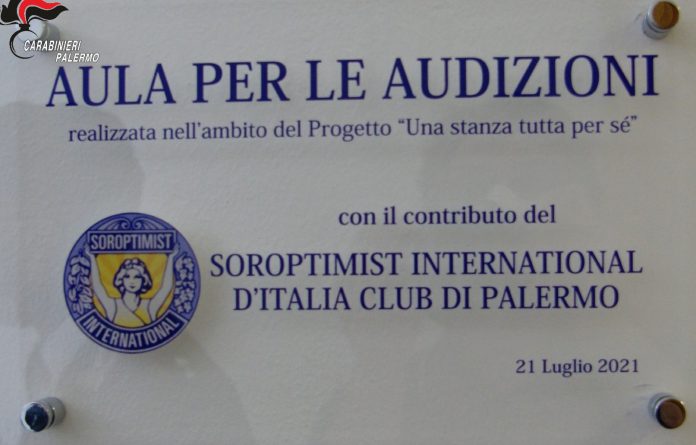 CARABINIERI
PALERMO
AULA PER LE AUDIZIONI
realizzata nell'ambito del Progetto “Una stanza tutta per sé”
con il contributo del
SOROPTIMIST INTERNATIONAL
D'ITALIA CLUB DI PALERMO
SOROPTIMIST
INTERNATIONAL
21 Luglio 2021